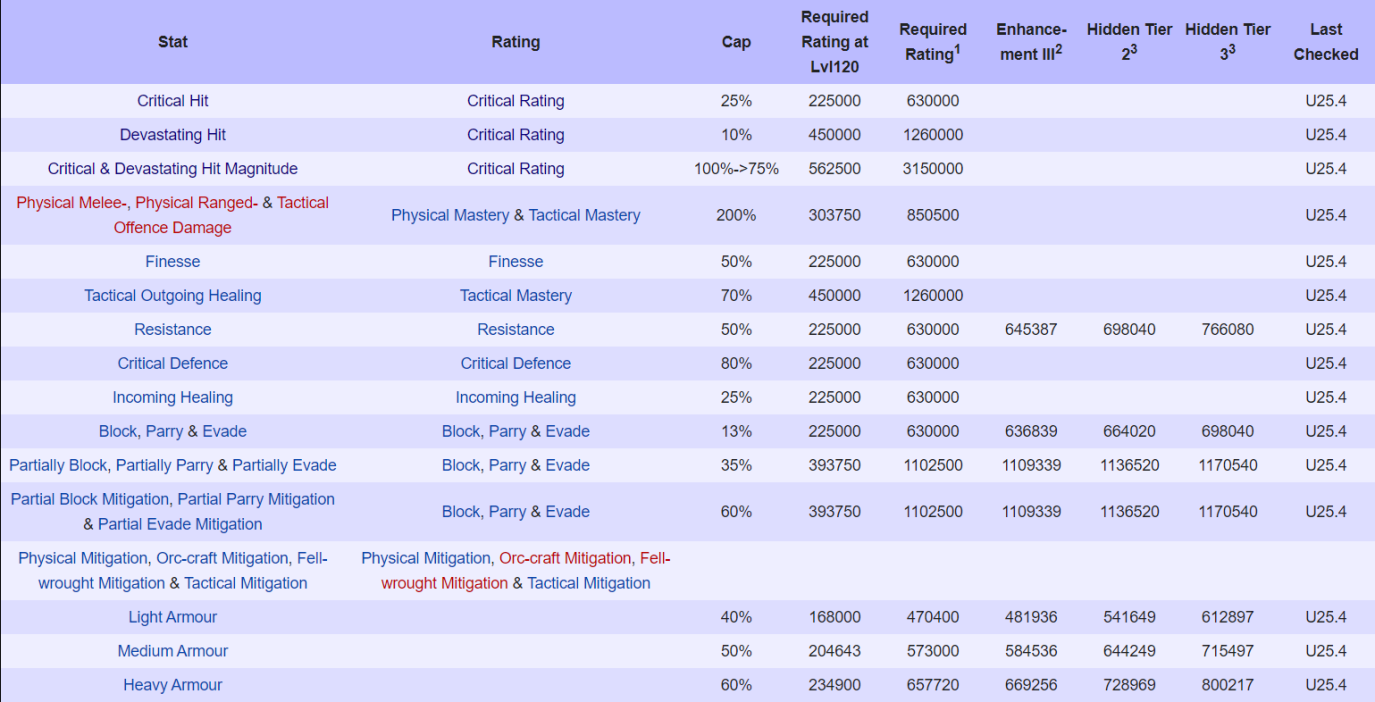 Stat Rating Cap Required Rating at Lvl120 Required Rating1 Enhance-ment III2 Hidden Tier 23 Hidden Tier 33 Last Checked
Critical Hit Critical Rating 25% 225000 630000 U25.4
Devastating Hit Critical Rating 10% 450000 1260000 U25.4
Critical & Devastating Hit Magnitude Critical Rating 100%->75% 562500 3150000 U25.4
Physical Melee-, Physical Ranged- & Tactical
Offence Damage Physical Mastery & Tactical Mastery 200% 303750 850500 U25.4
Finesse Finesse 50% 225000 630000 U25.4
Tactical Outgoing Healing Tactical Mastery 70% 450000 1260000 U25.4
Resistance Resistance 50% 225000 630000 645387 698040 766080 U25.4
Critical Defence Critical Defence 80% 225000 630000 U25.4
Incoming Healing Incoming Healing 25% 225000 630000 U25.4
Block, Parry & Evade Block, Parry & Evade 13% 225000 630000 636839 664020 698040 U25.4
Partially Block, Partially Parry & Partially Evade Block, Parry & Evade 35% 393750 1102500 1109339 1136520 1170540 U25.4
Partial Block Mitigation, Partial Parry Mitigation
& Partial Evade Mitigation Block, Parry & Evade 60% 393750 1102500 1109339 1136520 1170540 U25.4
Physical Mitigation, Orc-craft Mitigation, Fell- Physical Mitigation, Orc-craft Mitigation, Fell-
wrought Mitigation & Tactical Mitigation wrought Mitigation & Tactical Mitigation
Light Armour 40% 168000 470400 481936 541649 612897 U25.4
Medium Armour 50% 204643 573000 584536 644249 715497 U25.4
Heavy Armour 60% 234900 657720 669256 728969 800217 U25.4